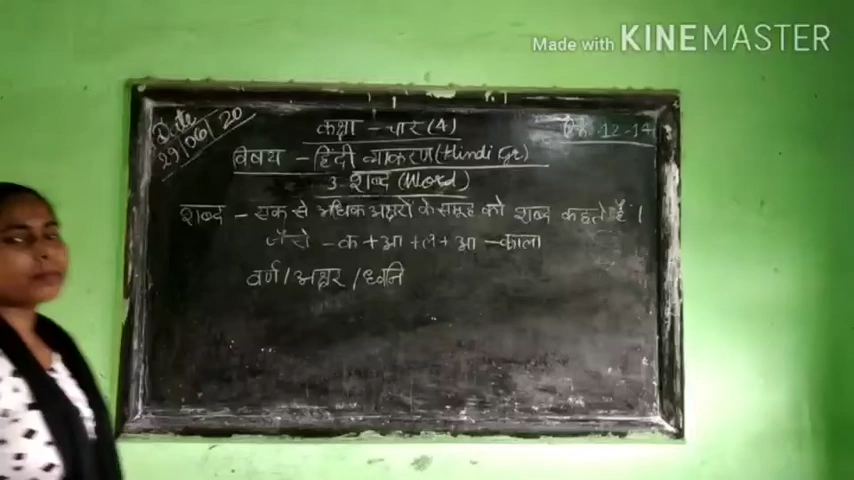 Made with KINEMASTER
Date
29/06/20
कक्षा - चार (4)
12-14
विषय - हिंदी व्याकरण (Hindi Gr)
3. शब्द (Word)
शब्द - एक से अधिक अक्षरों के समूह को शब्द कहते हैं ।
जैसे - क + आ + ल + आ - काला
वर्ण / अक्षर / ध्वनि